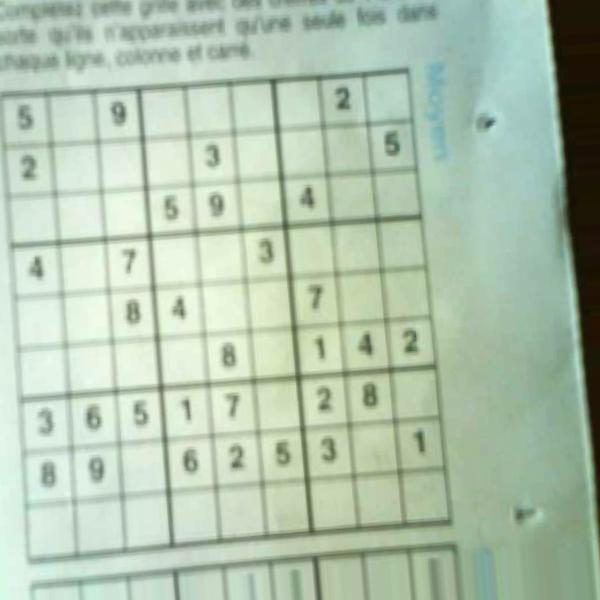 Complétez cette grille avec des chiffres de
sorte qu'ils n'apparaissent qu'une seule fois dans
chaque ligne, colonne et carré.
Moyen
5 9 2
2 3 5
5 9 4
4 7 3
8 4 7
8 1 4 2
3 6 5 1 7 2 8
8 9 6 2 5 3 1